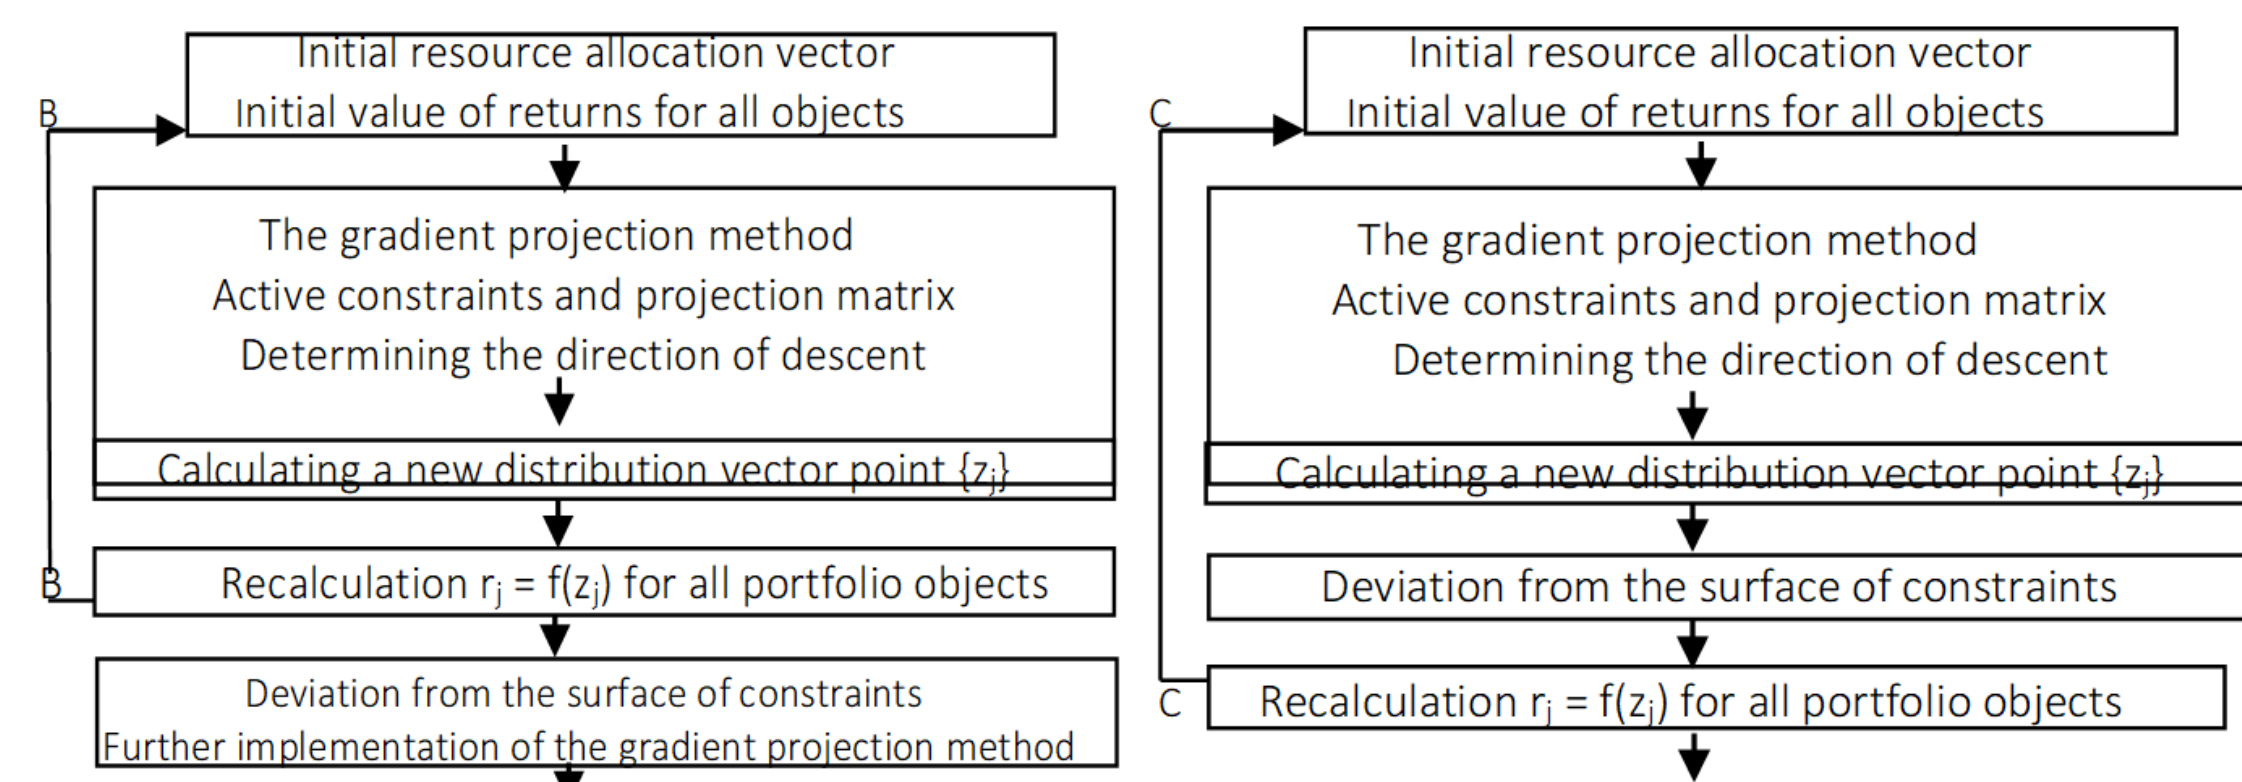 Initial resource allocation vector
Initial value of returns for all objects
B
The gradient projection method
Active constraints and projection matrix
Determining the direction of descent
Calculating a new distribution vector point {zj}
B
Recalculation rj = f(zj) for all portfolio objects
Deviation from the surface of constraints
Further implementation of the gradient projection method
Initial resource allocation vector
Initial value of returns for all objects
C
The gradient projection method
Active constraints and projection matrix
Determining the direction of descent
Calculating a new distribution vector point {zj}
Deviation from the surface of constraints
C
Recalculation rj = f(zj) for all portfolio objects